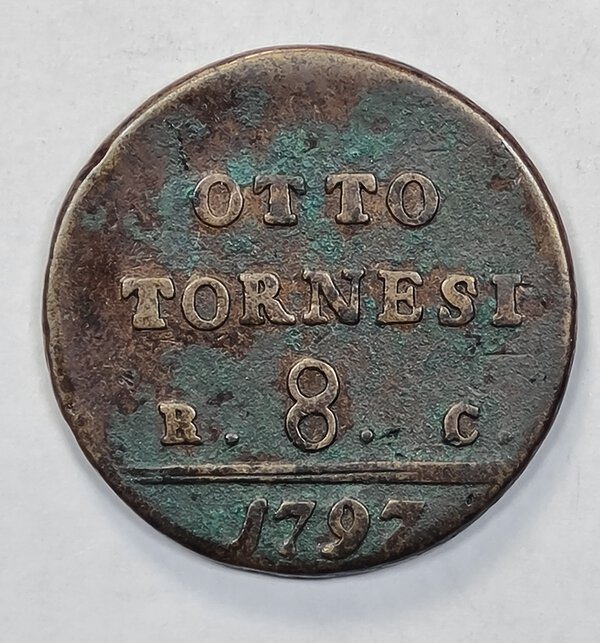 OTTO
TORNESI
8
R. . C.
1797